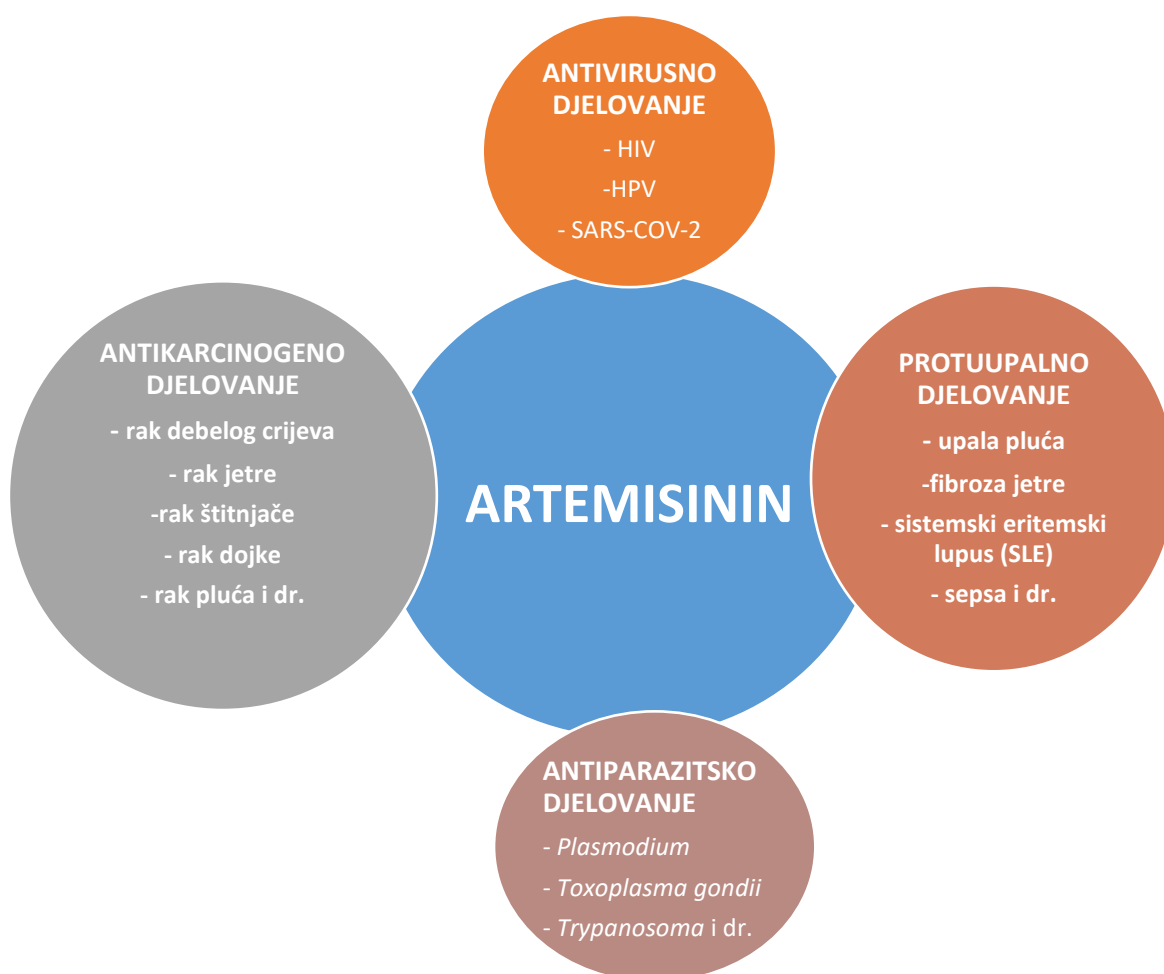 ANTIVIRUSNO
DJELOVANJE
- HIV
-HPV
- SARS-COV-2
ANTIKARCINOGENO
DJELOVANJE
- rak debelog crijeva
- rak jetre
-rak štitnjače
- rak dojke
- rak pluća i dr.
ARTEMISININ
PROTUUPALNO
DJELOVANJE
- upala pluća
-fibroza jetre
- sistemski eritemski
lupus (SLE)
- sepsa i dr.
ANTIPARAZITSKO
DJELOVANJE
- Plasmodium
- Toxoplasma gondii
- Trypanosoma i dr.